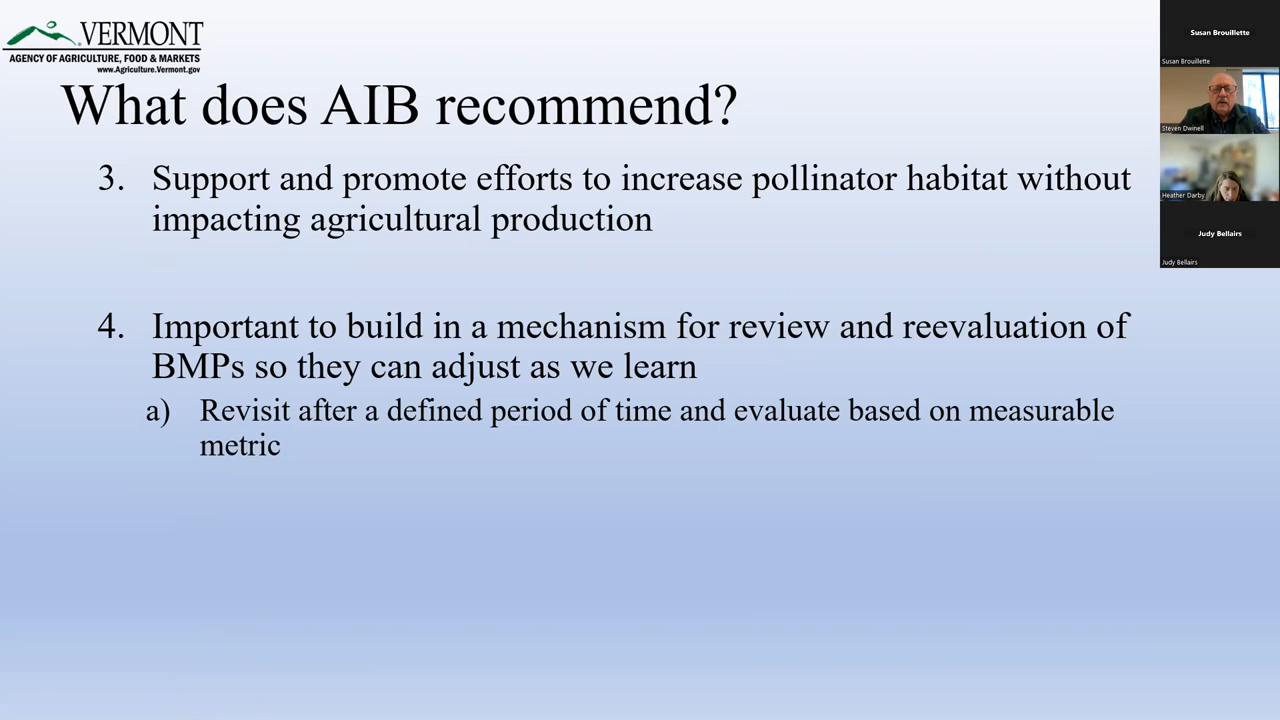 VERMONT
AGENCY OF AGRICULTURE, FOOD & MARKETS
www.Agriculture.Vermont.gov
What does AIB recommend?
3. Support and promote efforts to increase pollinator habitat without
impacting agricultural production
4. Important to build in a mechanism for review and reevaluation of
BMPs so they can adjust as we learn
a) Revisit after a defined period of time and evaluate based on measurable
metric
Susan Brouillette
Susan Brouillette
Steven Dwinell
Heather Darby
Judy Bellairs
Judy Bellairs